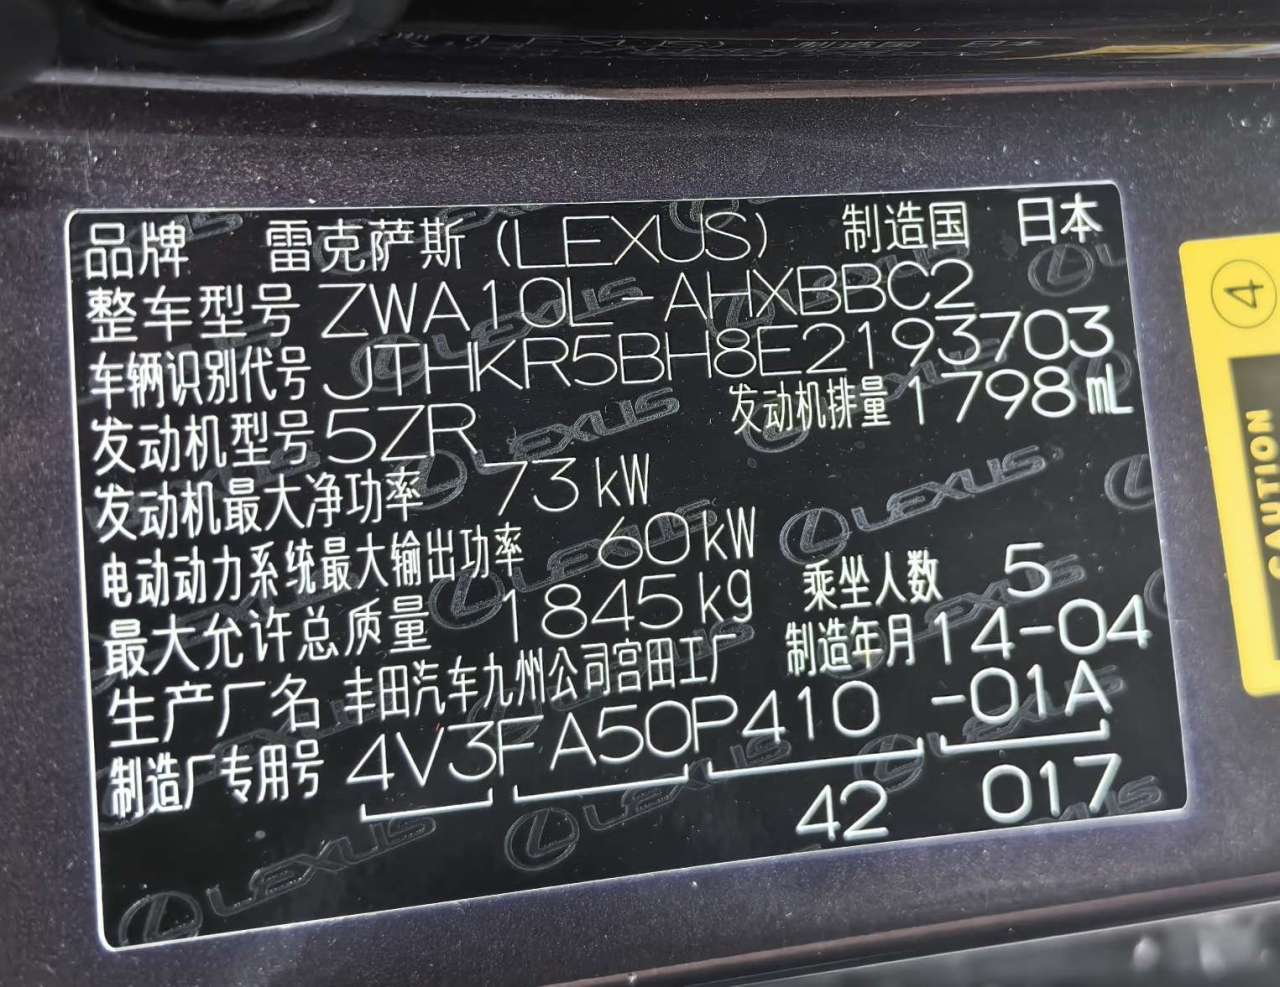 品牌 雷克萨斯(LEXUS) 制造国 日本
整车型号 ZWA10L-AHXBBC2
车辆识别代号 JTHKR5BH8E2193703
发动机型号 5ZR 发动机排量 1798mL
发动机最大净功率 73kW
电动动力系统最大输出功率 60kW
最大允许总质量 1845kg 乘坐人数 5
生产厂名 丰田汽车九州公司宫田工厂 制造年月 14-04
制造厂专用号 4V3FA50P410 -01A
42 017
④
CAUTION